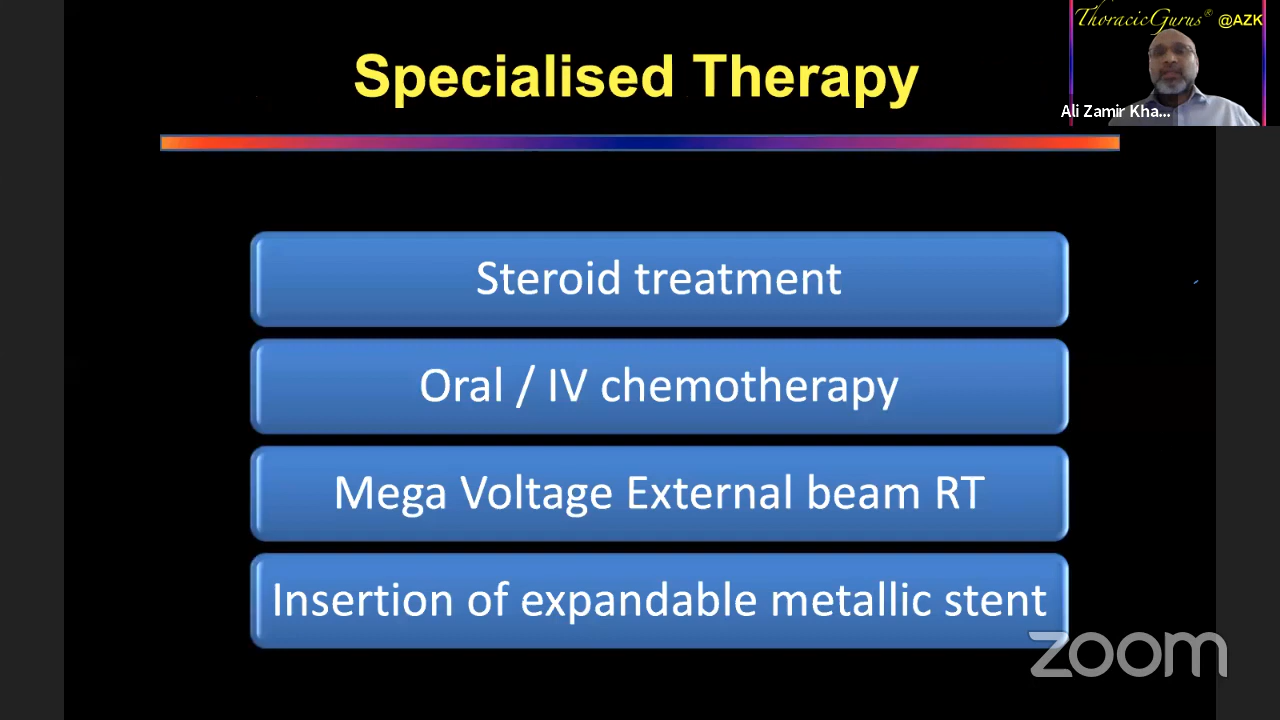 Specialised Therapy
ThoracicGurus® @AZK
Ali Zamir Kha...
Steroid treatment
Oral / IV chemotherapy
Mega Voltage External beam RT
Insertion of expandable metallic stent
zoom